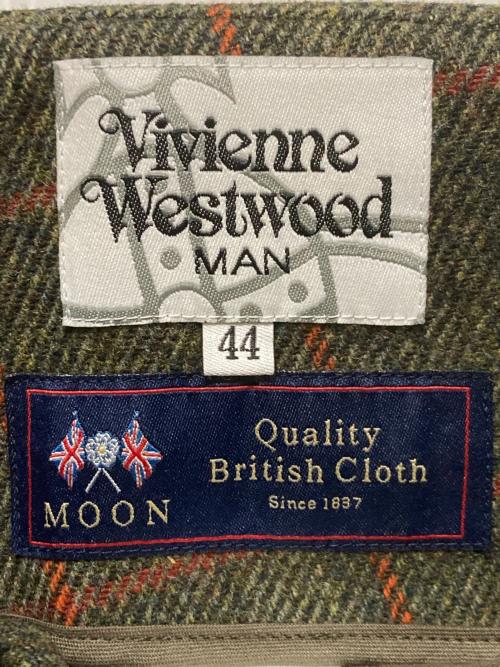 Vivienne
Westwood
MAN
44
MOON
Quality
British Cloth
Since 1837